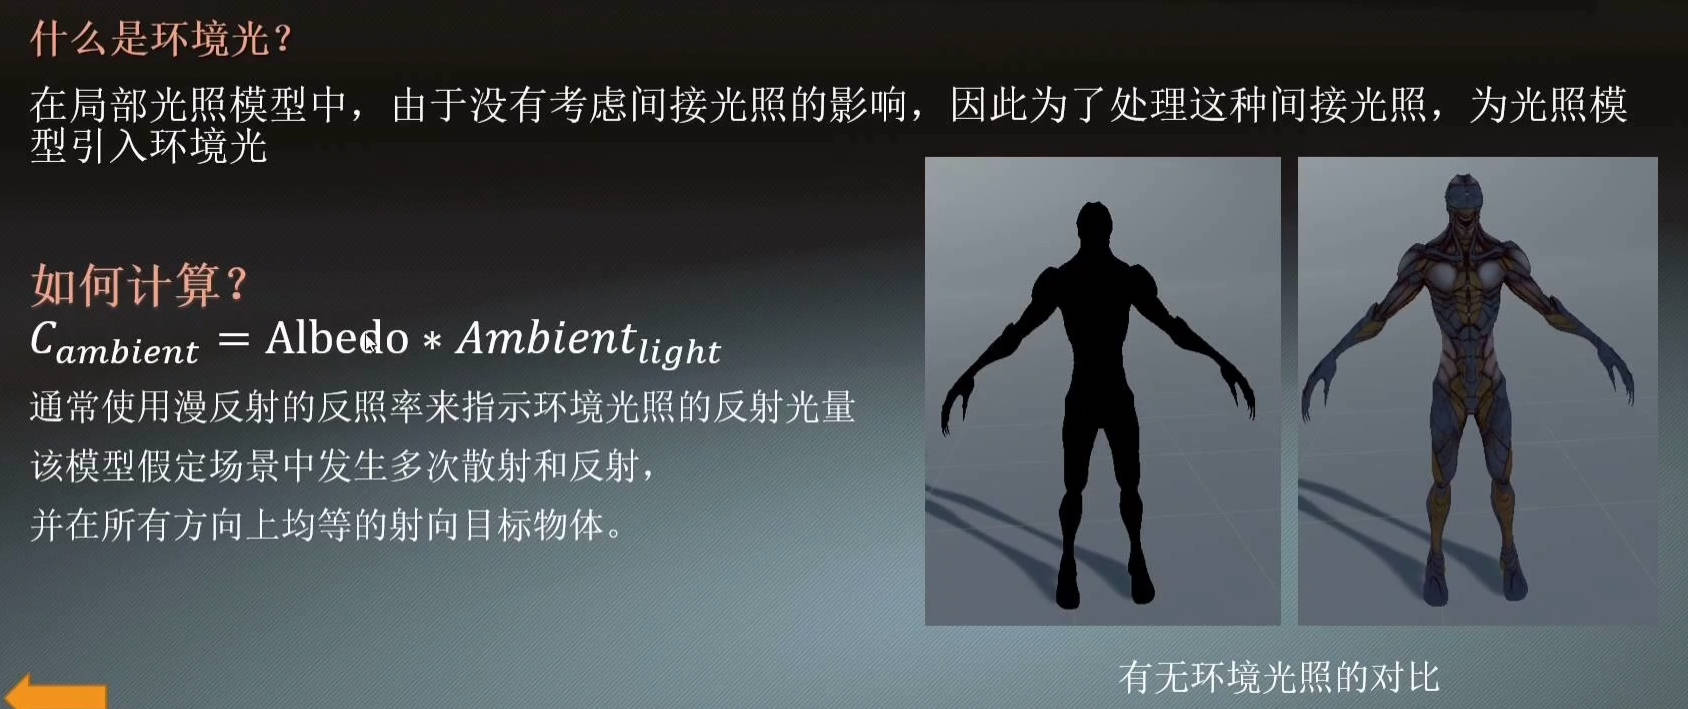 什么是环境光？
在局部光照模型中，由于没有考虑间接光照的影响，因此为了处理这种间接光照，为光照模
型引入环境光
如何计算？
C_ambient = Albedo * Ambient_light
通常使用漫反射的反照率来指示环境光照的反射光量
该模型假定场景中发生多次散射和反射，
并在所有方向上均等的射向目标物体。
有无环境光照的对比